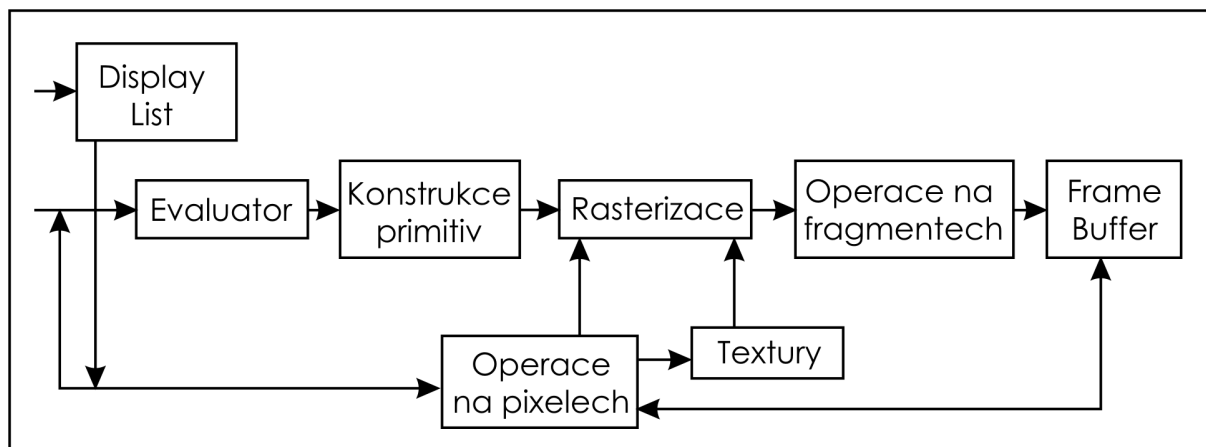 Display
List
Evaluator
Konstrukce
primitiv
Rasterizace
Operace na
fragmentech
Frame
Buffer
Operace
na pixelech
Textury